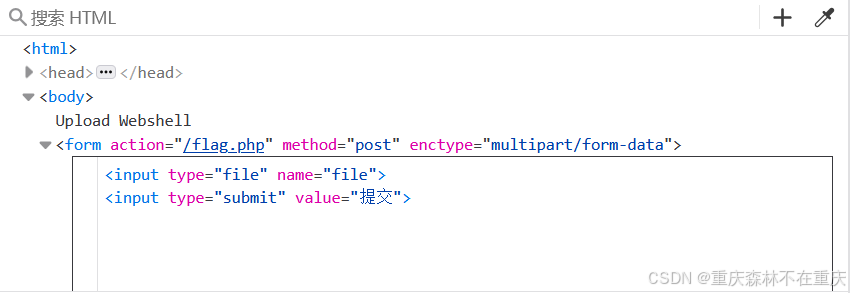 搜索 HTML
<html>
<head> ••• </head>
<body>
Upload Webshell
<form action="/flag.php" method="post" enctype="multipart/form-data">
<input type="file" name="file">
<input type="submit" value="提交">
CSDN @重庆森林不在重庆